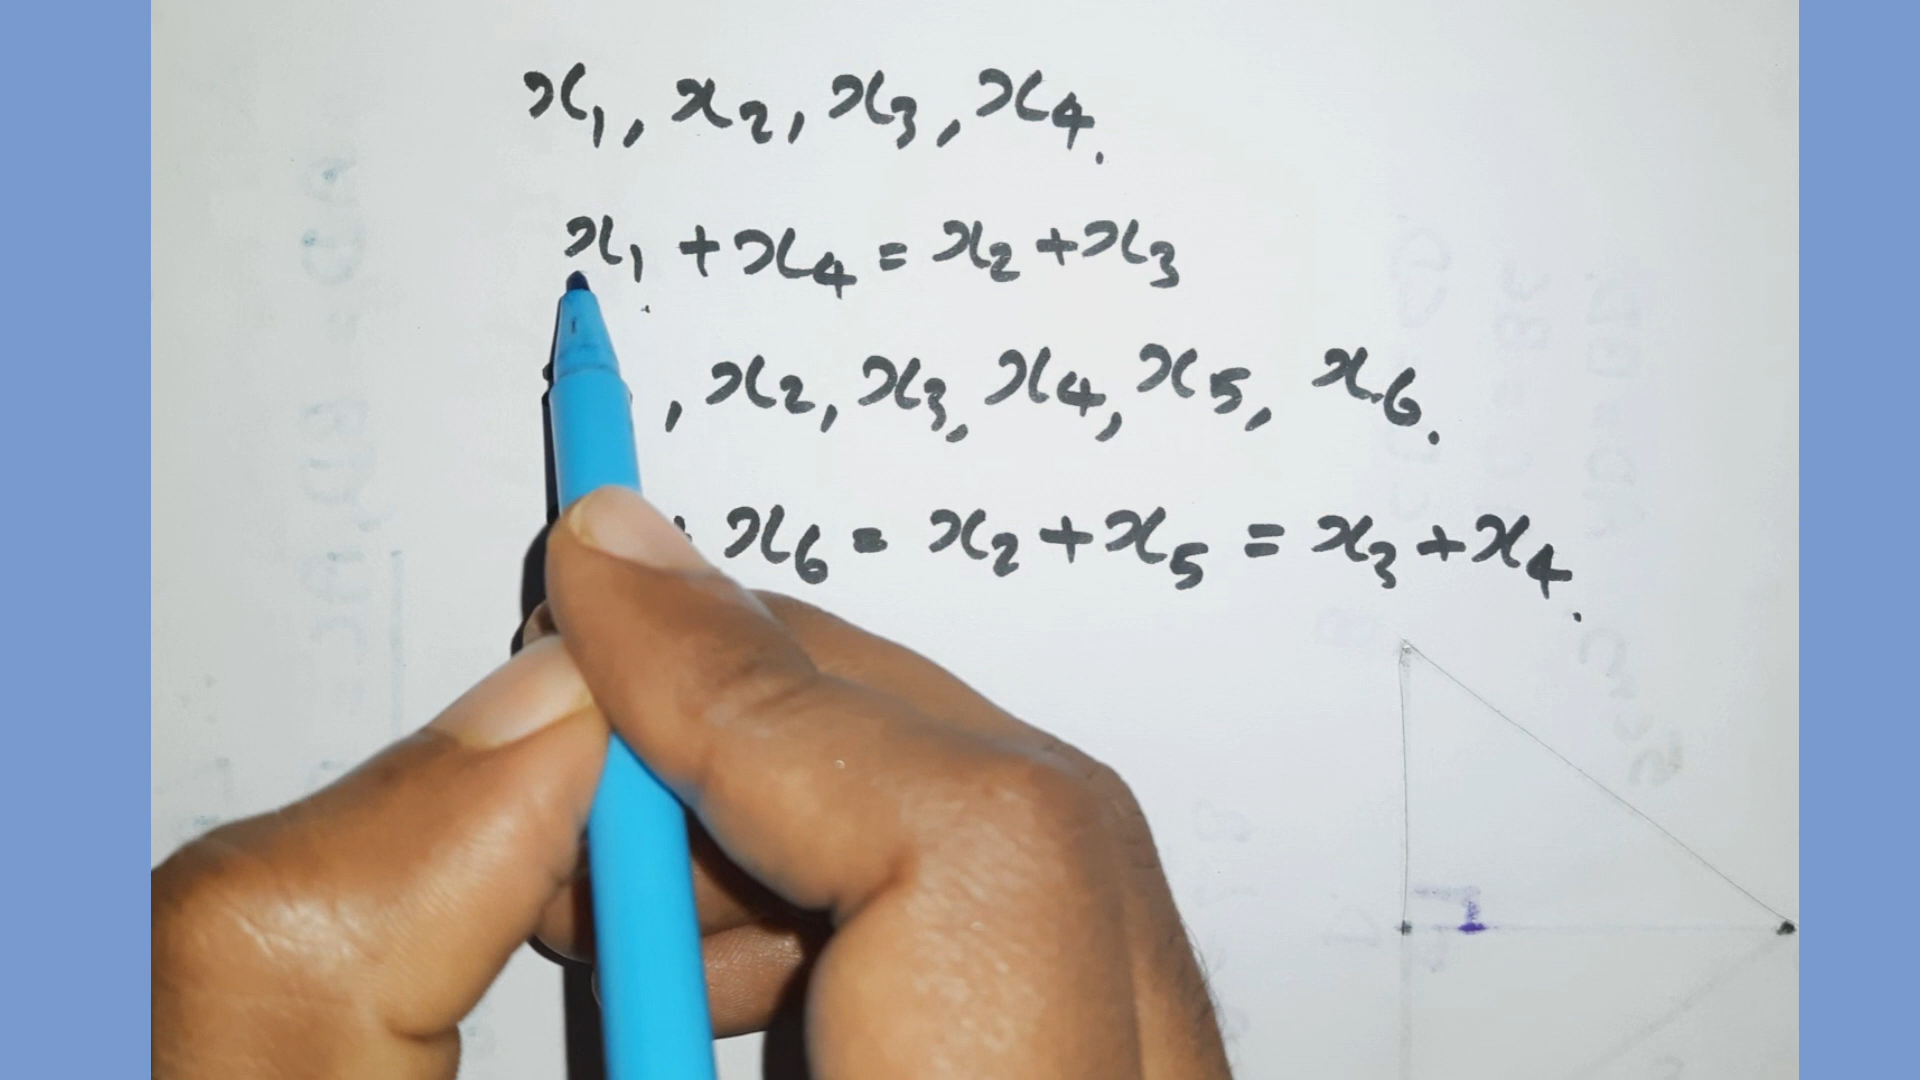 x₁, x₂, x₃, x₄.
x₁ + x₄ = x₂ + x₃
, x₂, x₃, x₄, x₅, x₆.
x₆ = x₂ + x₅ = x₃ + x₄.